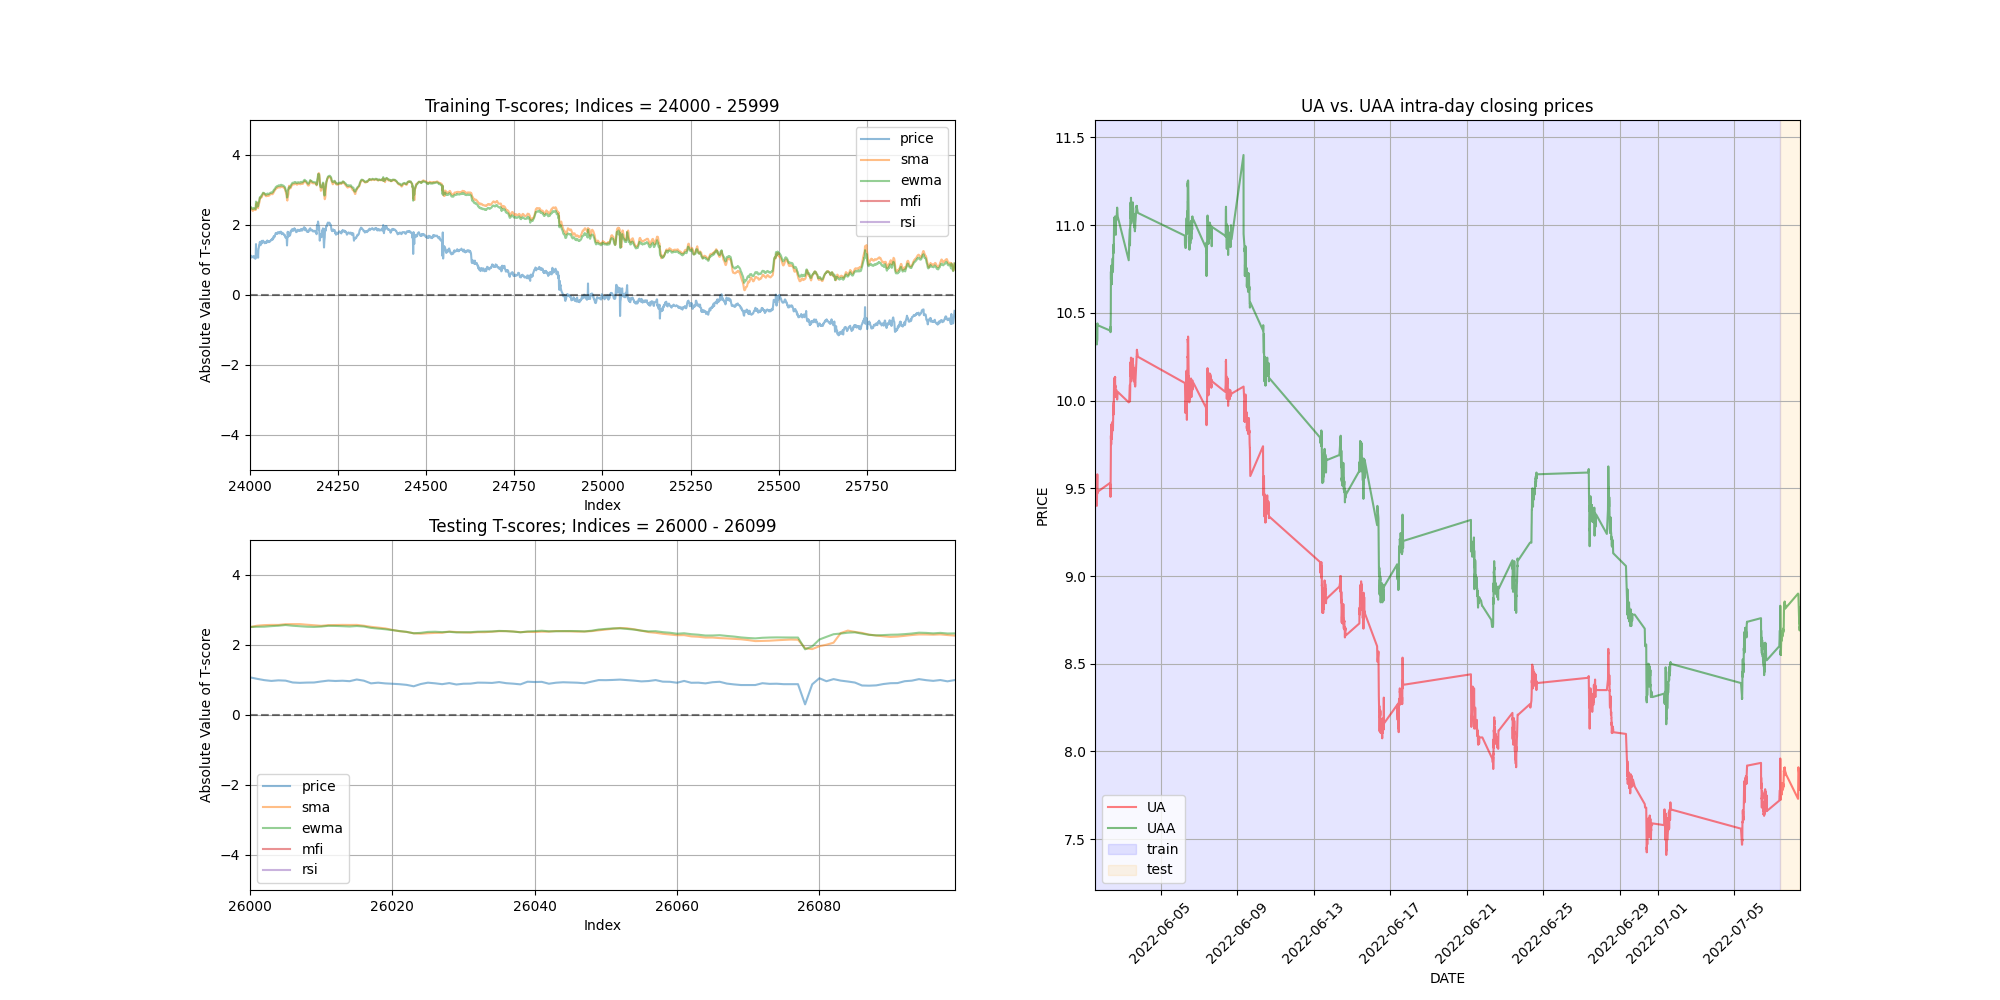 Training T-scores; Indices = 24000 - 25999
Absolute Value of T-score
4
2
0
−2
−4
price
sma
ewma
mfi
rsi
24000 24250 24500 24750 25000 25250 25500 25750
Index
Testing T-scores; Indices = 26000 - 26099
Absolute Value of T-score
4
2
0
−2
−4
price
sma
ewma
mfi
rsi
26000 26020 26040 26060 26080
Index
UA vs. UAA intra-day closing prices
PRICE
11.5
11.0
10.5
10.0
9.5
9.0
8.5
8.0
7.5
UA
UAA
train
test
2022-06-05 2022-06-09 2022-06-13 2022-06-17 2022-06-21 2022-06-25 2022-06-29 2022-07-01 2022-07-05
DATE